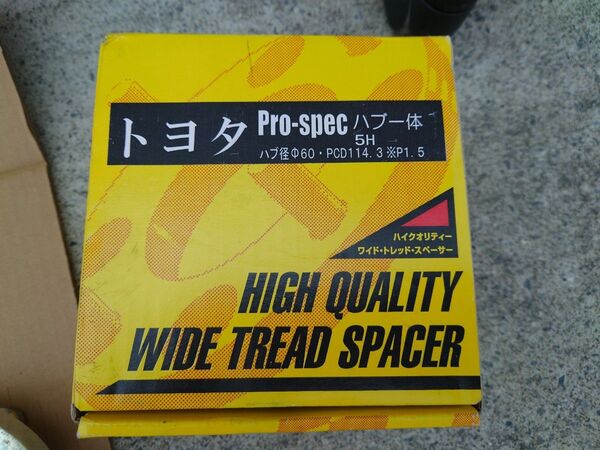 トヨタ Pro-spec ハブ一体
5H
ハブ径Φ60・PCD114.3※P1.5
ハイクオリティー
ワイド・トレッド・スペーサー
HIGH QUALITY
WIDE TREAD SPACER